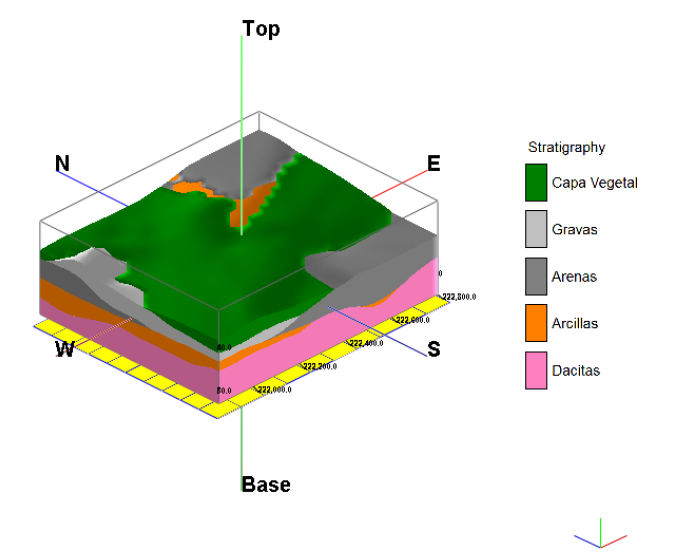 Top
N
E
Stratigraphy
Capa Vegetal
Gravas
Arenas
Arcillas
Dacitas
0
222,800.0
222,600.0
222,400.0
222,200.0
222,000.0
W
S
Base